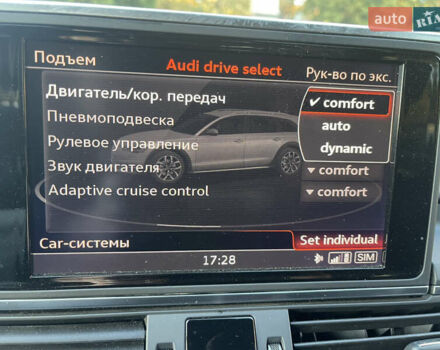 auto RIA
Подъем
Audi drive select
Рук-во по экс.
Двигатель/кор. передач
✔ comfort
Пневмоподвеска
auto
Рулевое управление
dynamic
Звук двигателя
▼ comfort
Adaptive cruise control
▼ comfort
Car-системы
Set individual
17:28
SIM